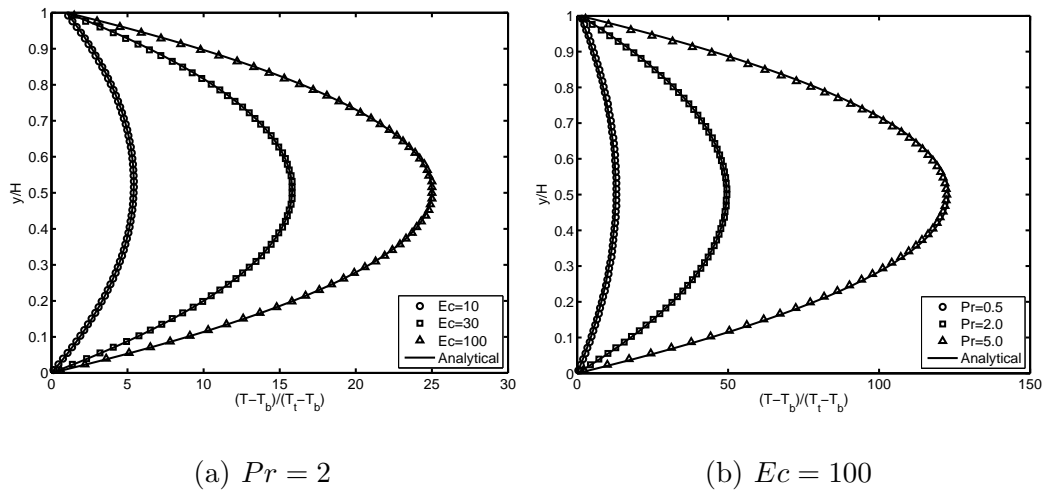 1
0.9
0.8
0.7
0.6
0.5
0.4
0.3
0.2
0.1
0
y/H
0 5 10 15 20 25 30
(T−T_b)/(T_t−T_b)
Ec=10
Ec=30
Ec=100
Analytical
1
0.9
0.8
0.7
0.6
0.5
0.4
0.3
0.2
0.1
0
y/H
0 50 100 150
(T−T_b)/(T_t−T_b)
Pr=0.5
Pr=2.0
Pr=5.0
Analytical
(a) Pr = 2
(b) Ec = 100